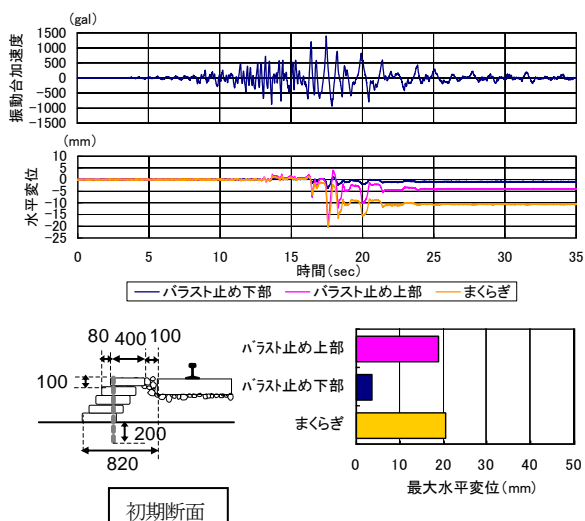 (gal)
振動台加速度
1500
1000
500
0
-500
-1000
-1500
(mm)
水平変位
10
5
0
-5
-10
-15
-20
-25
0 5 10 15 20 25 30 35
時間(sec)
バラスト止め下部 バラスト止め上部 まくらぎ
80 400 100
100
200
820
初期断面
バラスト止め上部
バラスト止め下部
まくらぎ
0 10 20 30 40 50
最大水平変位(mm)